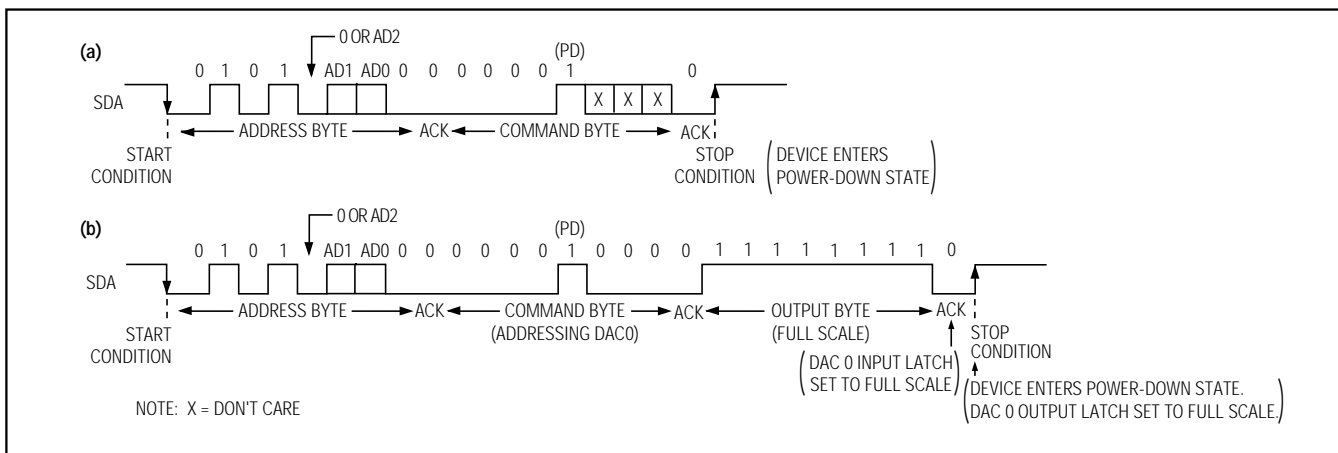 (a)
0 OR AD2
(PD)
0 1 0 1 AD1 AD0 0 0 0 0 0 0 1 0
SDA
X X X
ADDRESS BYTE ACK COMMAND BYTE ACK
START CONDITION
STOP CONDITION
(DEVICE ENTERS
POWER-DOWN STATE)
(b)
0 OR AD2
(PD)
0 1 0 1 AD1 AD0 0 0 0 0 0 0 1 0 0 0 0 1 1 1 1 1 1 1 1 0
SDA
ADDRESS BYTE ACK COMMAND BYTE ACK OUTPUT BYTE ACK
(ADDRESSING DAC0) (FULL SCALE)
START CONDITION
STOP CONDITION
(DAC 0 INPUT LATCH
SET TO FULL SCALE)
(DEVICE ENTERS POWER-DOWN STATE.
DAC 0 OUTPUT LATCH SET TO FULL SCALE.)
NOTE: X = DON'T CARE